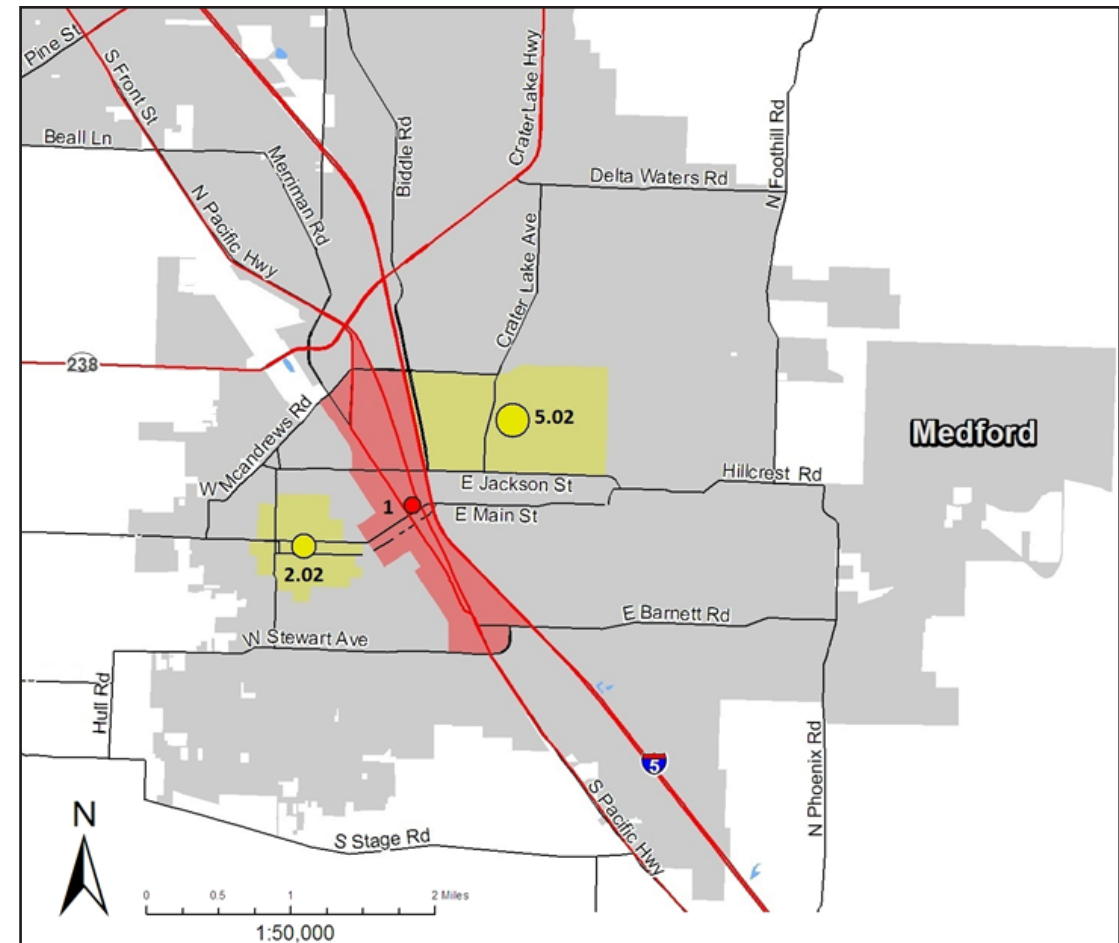 Pine St
S Front St
Crater Lake Hwy
Biddle Rd
N Foothill Rd
Beall Ln
Merriman Rd
Delta Waters Rd
N Pacific Hwy
Crater Lake Ave
238
5.02
Medford
W Mcandrews Rd
Hillcrest Rd
E Jackson St
1
E Main St
2.02
E Barnett Rd
W Stewart Ave
Hull Rd
N Phoenix Rd
5
S Pacific Hwy
N
S Stage Rd
0 0.5 1 2 Miles
1:50,000